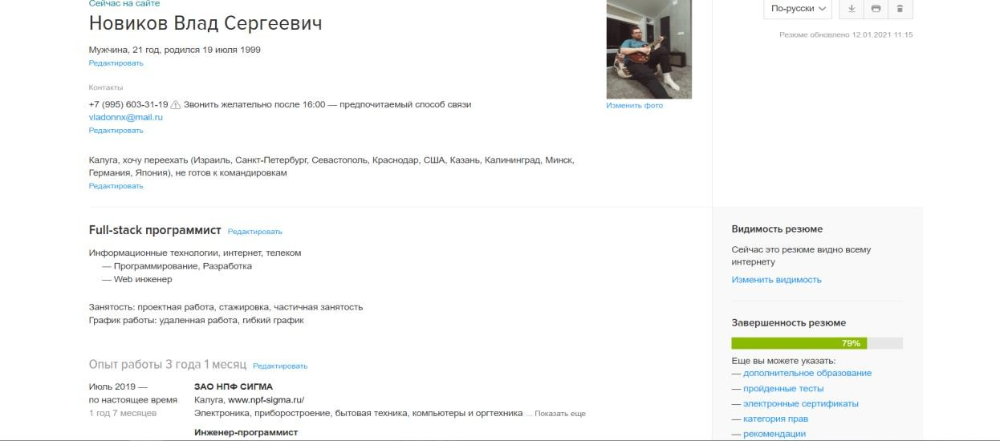 Сейчас на сайте
Новиков Влад Сергеевич
Мужчина, 21 год, родился 19 июля 1999
Редактировать
Контакты
+7 (995) 603-31-19 Звонить желательно после 16:00 — предпочитаемый способ связи
vladonnx@mail.ru
Редактировать
Калуга, хочу переехать (Израиль, Санкт-Петербург, Севастополь, Краснодар, США, Казань, Калининград, Минск,
Германия, Япония), не готов к командировкам
Редактировать
Изменить фото
По-русски
Резюме обновлено 12.01.2021 11:15
Full-stack программист Редактировать
Информационные технологии, интернет, телеком
— Программирование, Разработка
— Web инженер
Занятость: проектная работа, стажировка, частичная занятость
График работы: удаленная работа, гибкий график
Опыт работы 3 года 1 месяц Редактировать
Июль 2019 —
по настоящее время
1 год 7 месяцев
ЗАО НПФ СИГМА
Калуга, www.npf-sigma.ru/
Электроника, приборостроение, бытовая техника, компьютеры и оргтехника ... Показать еще
Инженер-программист
Видимость резюме
Сейчас это резюме видно всему
интернету
Изменить видимость
Завершенность резюме
79%
Еще вы можете указать:
— дополнительное образование
— пройденные тесты
— электронные сертификаты
— категория прав
— рекомендации